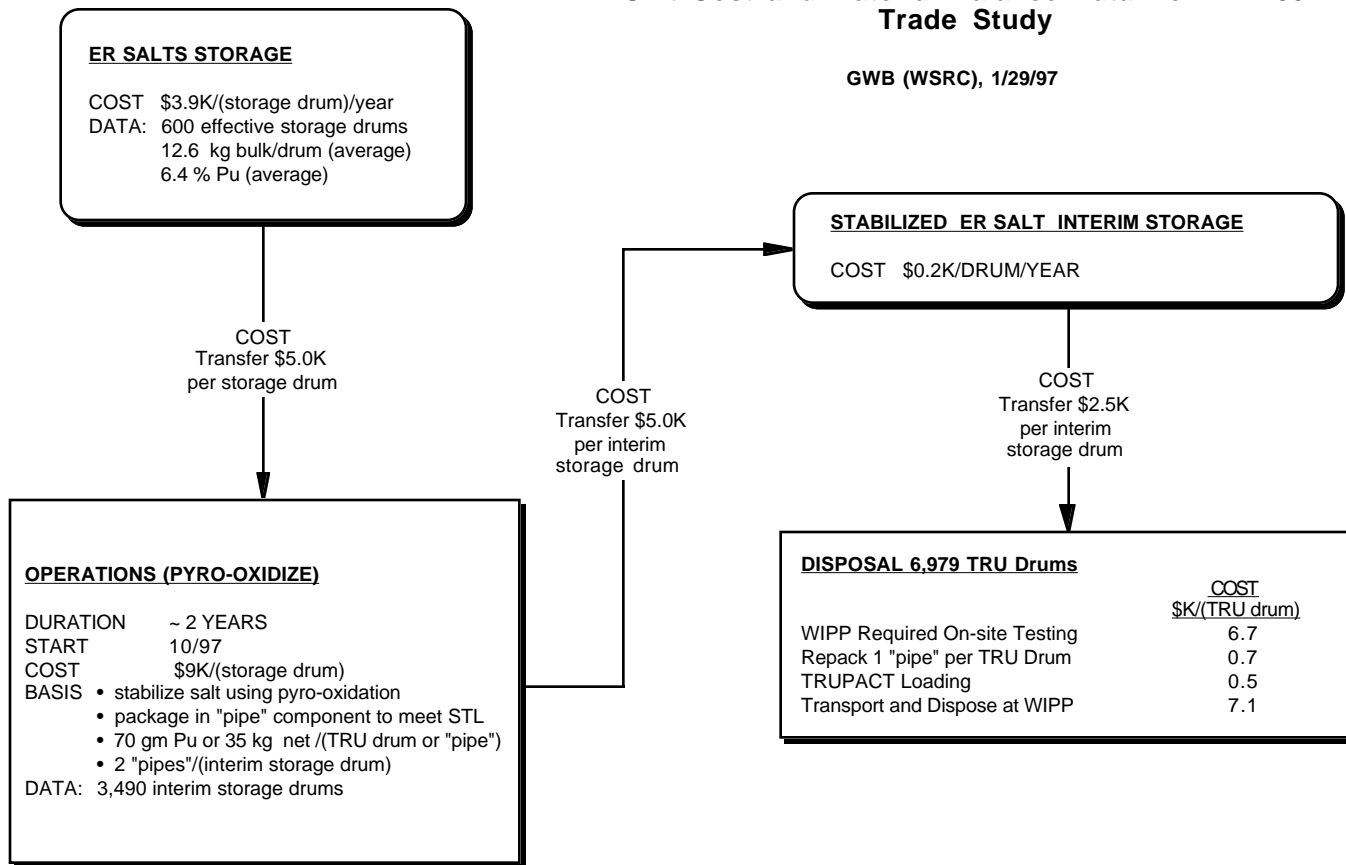 Trade Study
GWB (WSRC), 1/29/97
ER SALTS STORAGE
COST $3.9K/(storage drum)/year
DATA: 600 effective storage drums
12.6 kg bulk/drum (average)
6.4 % Pu (average)
COST
Transfer $5.0K
per storage drum
OPERATIONS (PYRO-OXIDIZE)
DURATION ~ 2 YEARS
START 10/97
COST $9K/(storage drum)
BASIS • stabilize salt using pyro-oxidation
• package in "pipe" component to meet STL
• 70 gm Pu or 35 kg net /(TRU drum or "pipe")
• 2 "pipes"/(interim storage drum)
DATA: 3,490 interim storage drums
COST
Transfer $5.0K
per interim
storage drum
STABILIZED ER SALT INTERIM STORAGE
COST $0.2K/DRUM/YEAR
COST
Transfer $2.5K
per interim
storage drum
DISPOSAL 6,979 TRU Drums
COST
$K/(TRU drum)
WIPP Required On-site Testing 6.7
Repack 1 "pipe" per TRU Drum 0.7
TRUPACT Loading 0.5
Transport and Dispose at WIPP 7.1